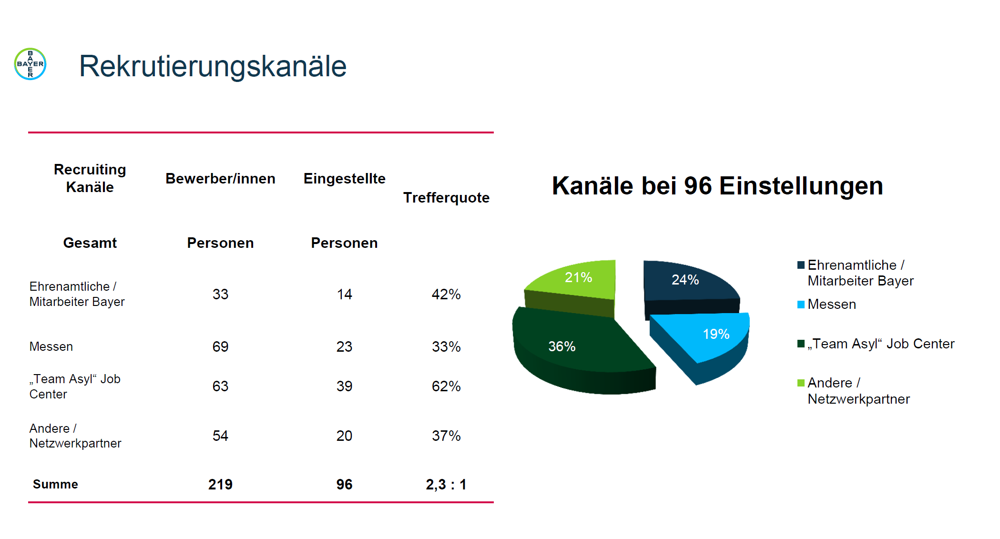 BAYER
BAYER
Rekrutierungskanäle
Recruiting
Kanäle
Bewerber/innen
Eingestellte
Trefferquote
Gesamt
Personen
Personen
Ehrenamtliche /
Mitarbeiter Bayer
33
14
42%
Messen
69
23
33%
„Team Asyl“ Job
Center
63
39
62%
Andere /
Netzwerkpartner
54
20
37%
Summe
219
96
2,3 : 1
Kanäle bei 96 Einstellungen
21%
24%
19%
36%
Ehrenamtliche /
Mitarbeiter Bayer
Messen
„Team Asyl“ Job Center
Andere /
Netzwerkpartner